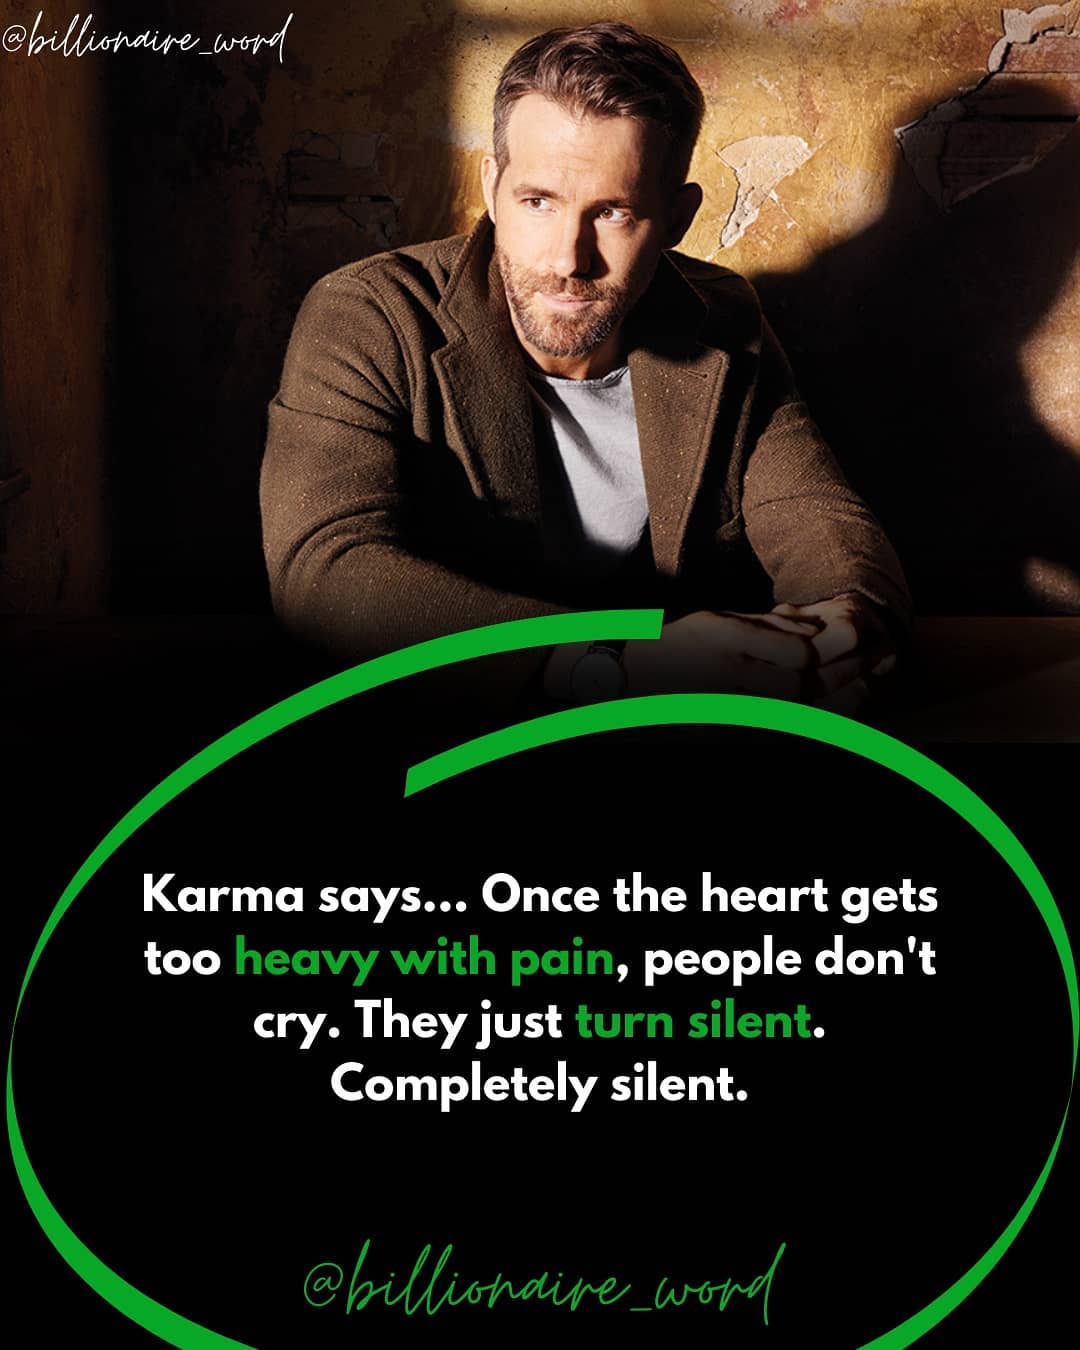 @billionaire_word
Karma says... Once the heart gets
too heavy with pain, people don't
cry. They just turn silent.
Completely silent.
@billionaire_word